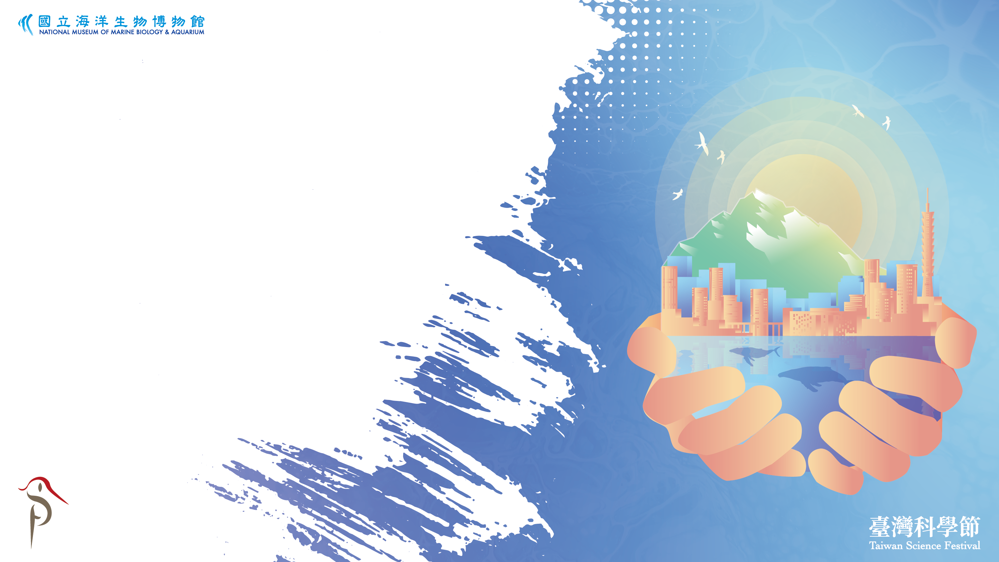 國立海洋生物博物館
NATIONAL MUSEUM OF MARINE BIOLOGY & AQUARIUM
臺灣科學節
Taiwan Science Festival